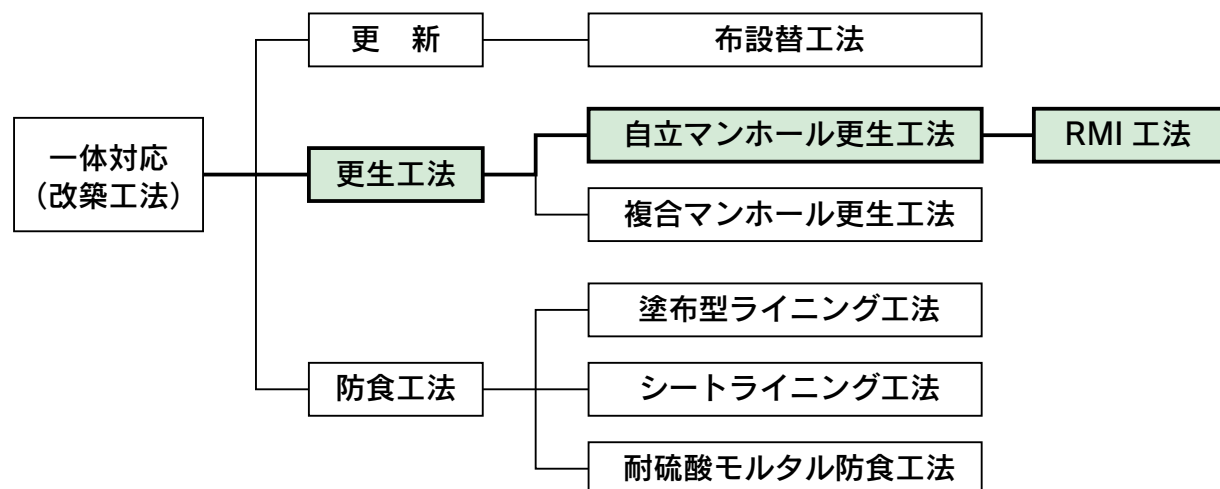 更　新
布設替工法
一体対応
（改築工法）
更生工法
自立マンホール更生工法
RMI 工法
複合マンホール更生工法
防食工法
塗布型ライニング工法
シートライニング工法
耐硫酸モルタル防食工法